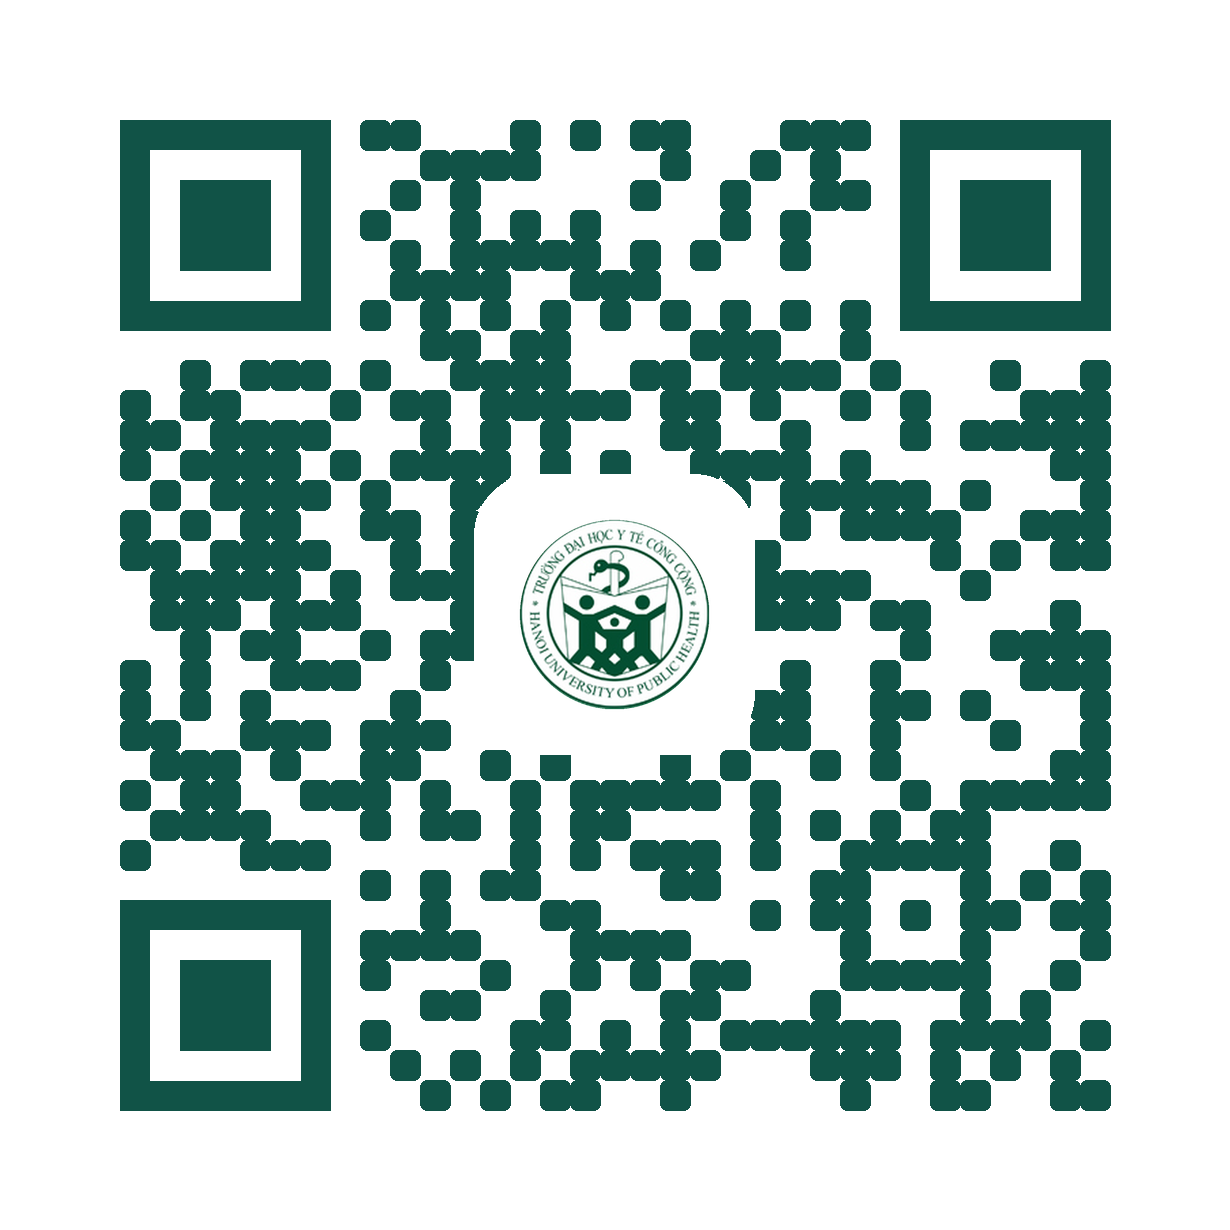 TRƯỜNG ĐẠI HỌC Y TẾ CÔNG CỘNG
* HANOI UNIVERSITY OF PUBLIC HEALTH *